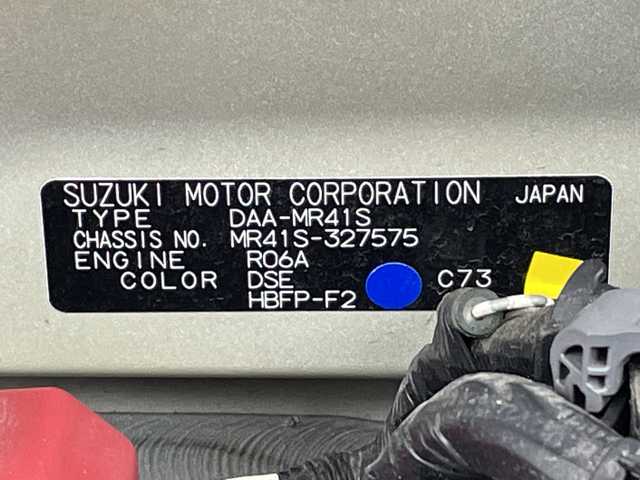 SUZUKI MOTOR CORPORATION JAPAN
TYPE DAA-MR41S
CHASSIS NO. MR41S-327575
ENGINE R06A
COLOR DSE C73
HBFP-F2